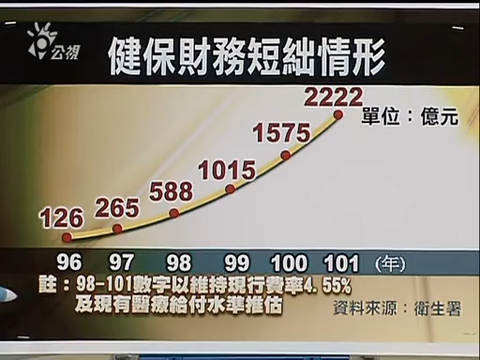 公視
健保財務短絀情形
單位：億元
2222
1575
1015
588
265
126
96 97 98 99 100 101 (年)
註：98-101數字以維持現行費率4.55%
及現有醫療給付水準推估
資料來源：衛生署